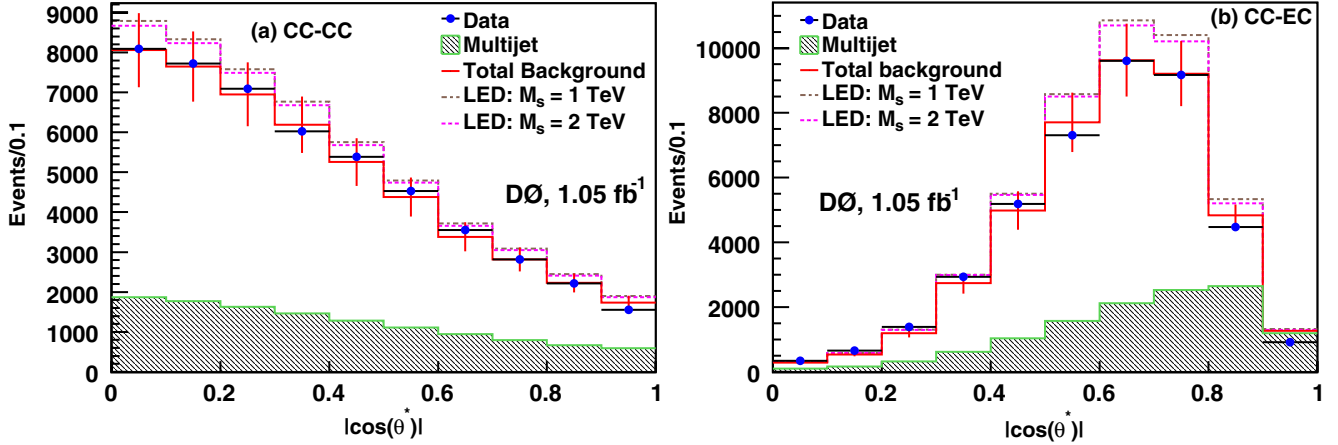 (a) CC-CC
Data
Multijet
Total Background
LED: M_s = 1 TeV
LED: M_s = 2 TeV
DØ, 1.05 fb^-1
Events/0.1
9000
8000
7000
6000
5000
4000
3000
2000
1000
0
0 0.2 0.4 0.6 0.8 1
|cos(θ^*)|
(b) CC-EC
Data
Multijet
Total background
LED: M_s = 1 TeV
LED: M_s = 2 TeV
DØ, 1.05 fb^-1
Events/0.1
10000
8000
6000
4000
2000
0
0 0.2 0.4 0.6 0.8 1
|cos(θ^*)|